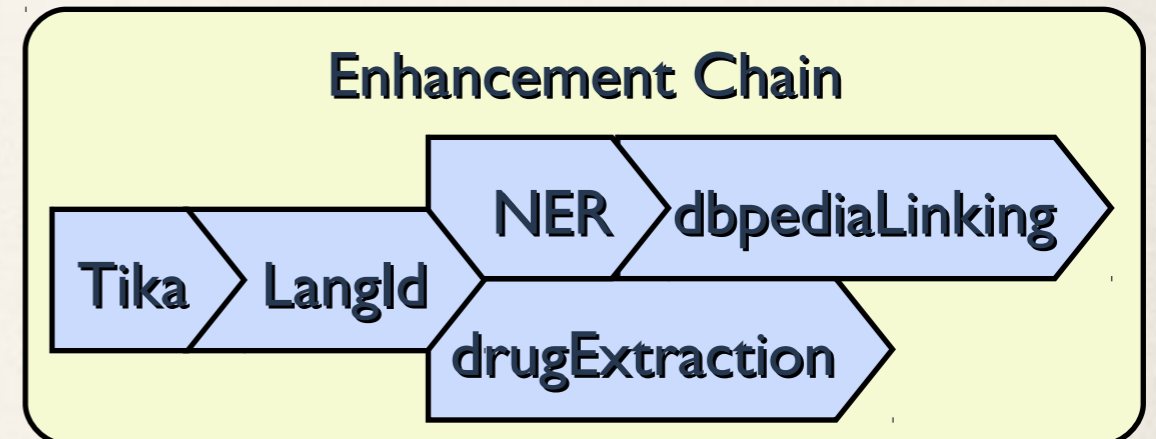 Enhancement Chain
NER
dbpediaLinking
Tika
LangId
drugExtraction